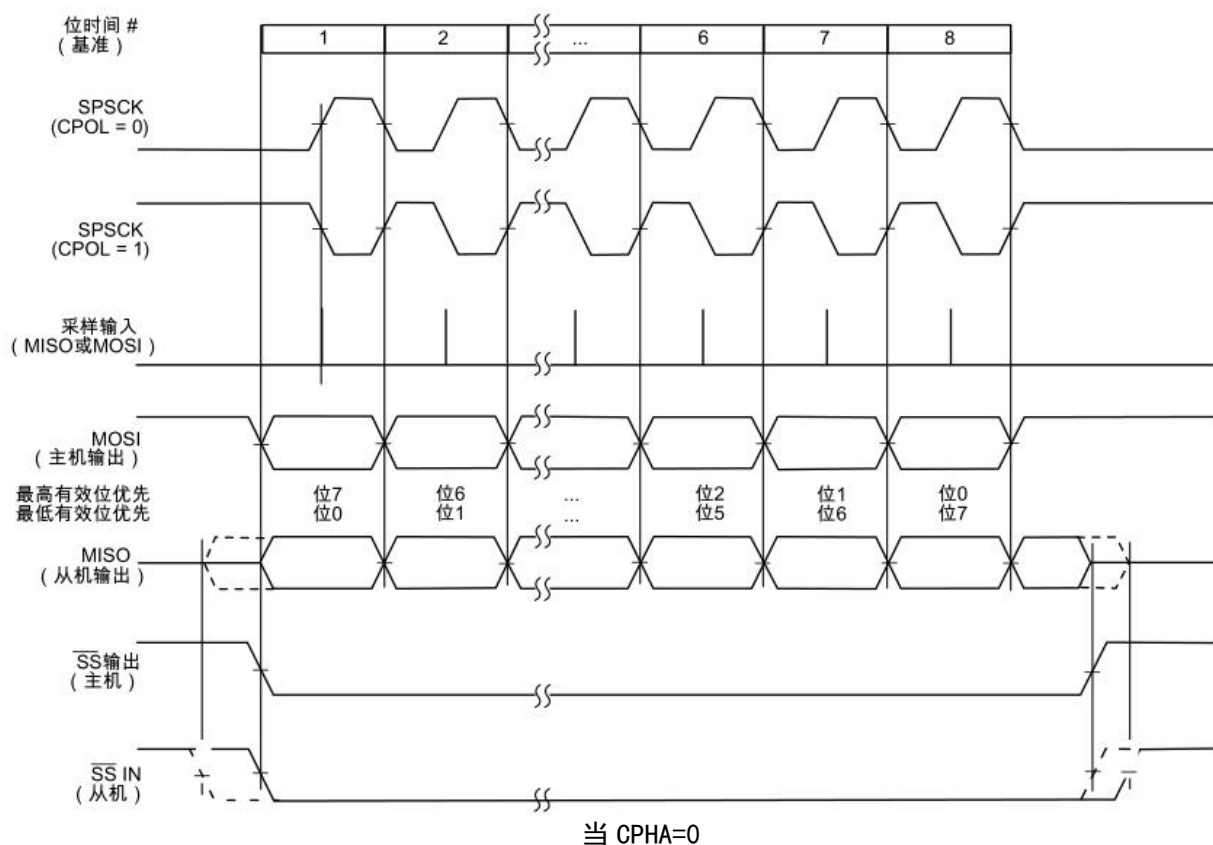 位时间 #
（基准）
1 2 ... 6 7 8
SPSCK
(CPOL = 0)
SPSCK
(CPOL = 1)
采样输入
（MISO或MOSI）
MOSI
（主机输出）
最高有效位优先 位7 位6 ... 位2 位1 位0
最低有效位优先 位0 位1 ... 位5 位6 位7
MISO
（从机输出）
SS输出
（主机）
SS IN
（从机）
当 CPHA=0